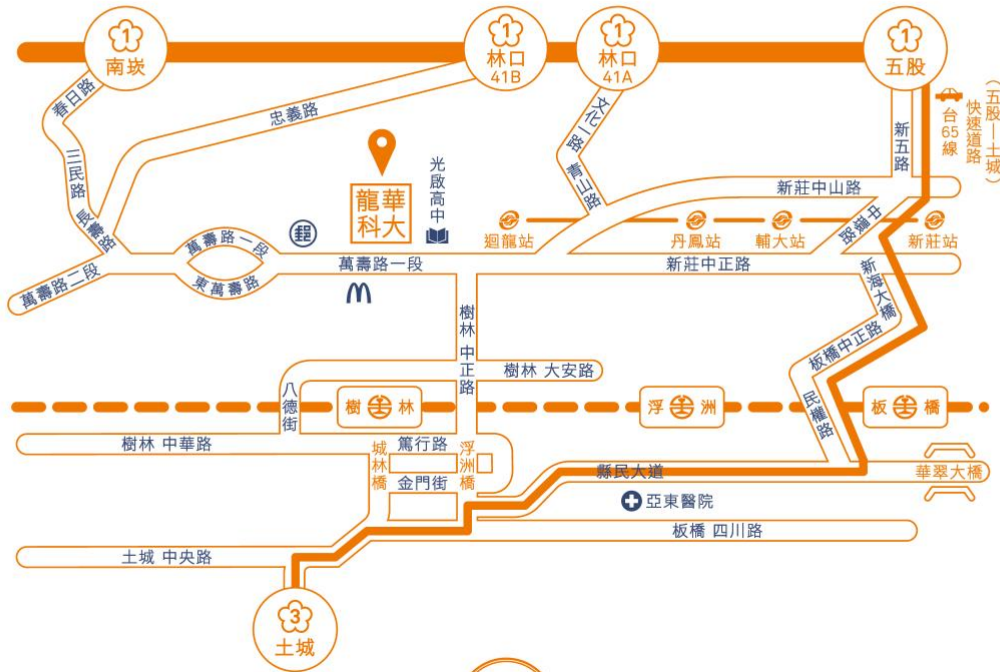 1
南崁
1
林口
41B
1
林口
41A
1
五股
春日路
忠義路
文化一路
青山路
新五路
台65線
快速道路
（五股—土城）
三民路
長壽路
龍華
科大
光啟高中
郵
新莊中山路
中環路
迴龍站
丹鳳站
輔大站
新莊站
萬壽路一段
東萬壽路
萬壽路一段
新莊中正路
萬壽路二段
新海大橋
樹林 中正路
板橋中正路
樹林 大安路
八德街
樹 林
浮 洲
板 橋
民權路
樹林 中華路
篤行路
城林橋
浮洲橋
金門街
縣民大道
華翠大橋
亞東醫院
板橋 四川路
土城 中央路
3
土城